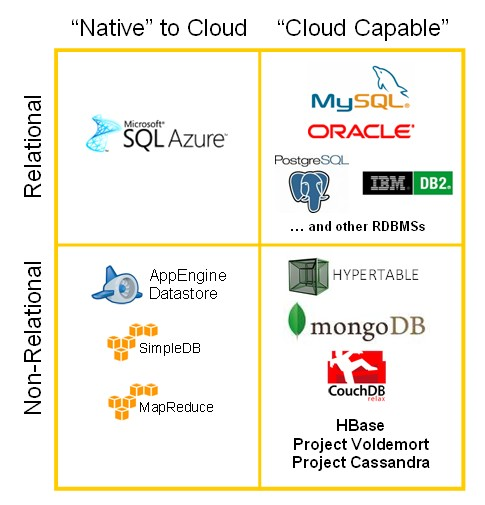 “Native” to Cloud
“Cloud Capable”
Relational
Microsoft®
SQL Azure™
MySQL®
ORACLE®
PostgreSQL
IBM DB2®
... and other RDBMSs
Non-Relational
AppEngine
Datastore
SimpleDB
MapReduce
HYPERTABLE
mongoDB
CouchDB
relax
HBase
Project Voldemort
Project Cassandra